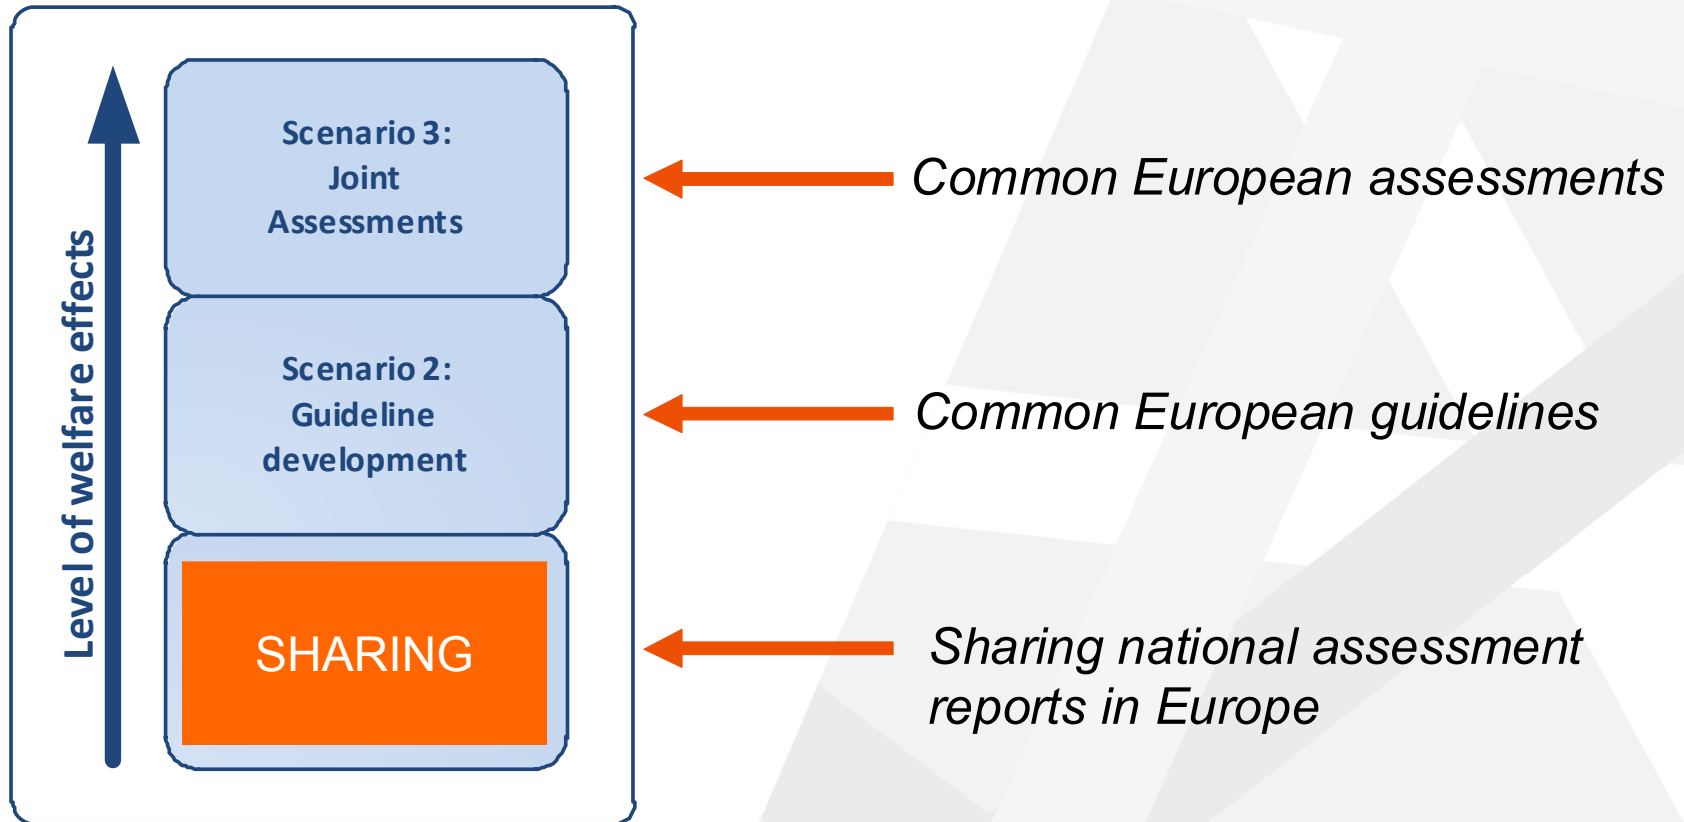 Level of welfare effects
Scenario 3:
Joint
Assessments
Common European assessments
Scenario 2:
Guideline
development
Common European guidelines
SHARING
Sharing national assessment
reports in Europe